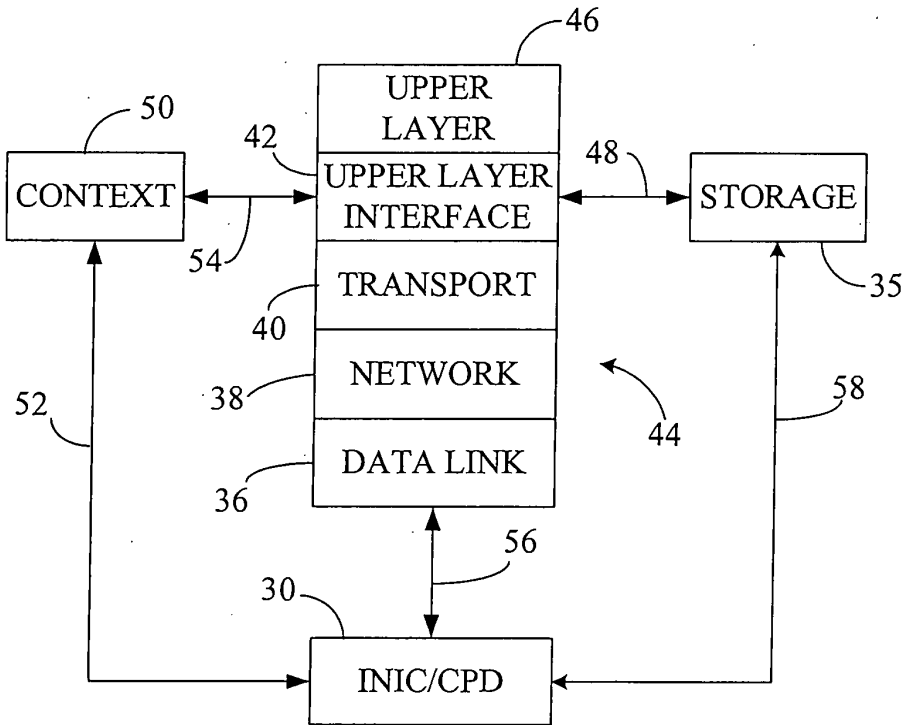 46
UPPER
LAYER
50
42
48
CONTEXT
UPPER LAYER
INTERFACE
STORAGE
54
TRANSPORT
40
35
NETWORK
38
52
58
44
DATA LINK
36
56
30
INIC/CPD